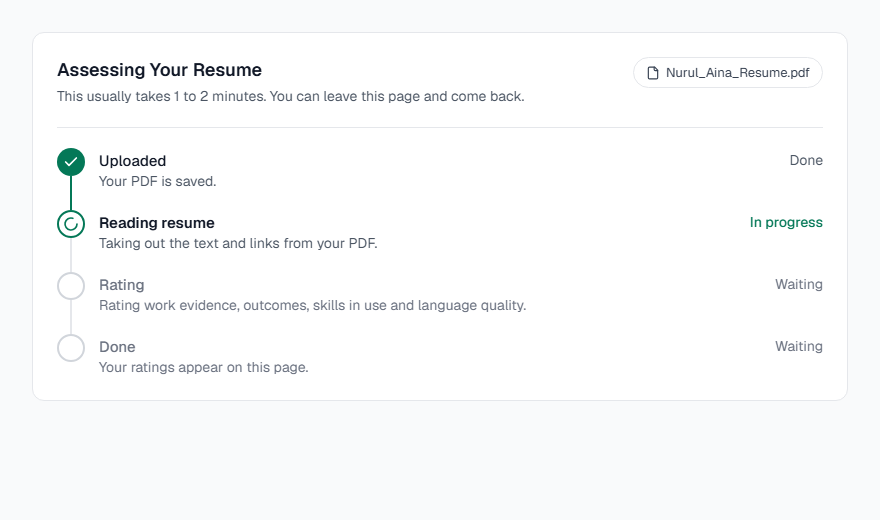 Assessing Your Resume
Nurul_Aina_Resume.pdf
This usually takes 1 to 2 minutes. You can leave this page and come back.
Uploaded
Done
Your PDF is saved.
Reading resume
In progress
Taking out the text and links from your PDF.
Rating
Waiting
Rating work evidence, outcomes, skills in use and language quality.
Done
Waiting
Your ratings appear on this page.